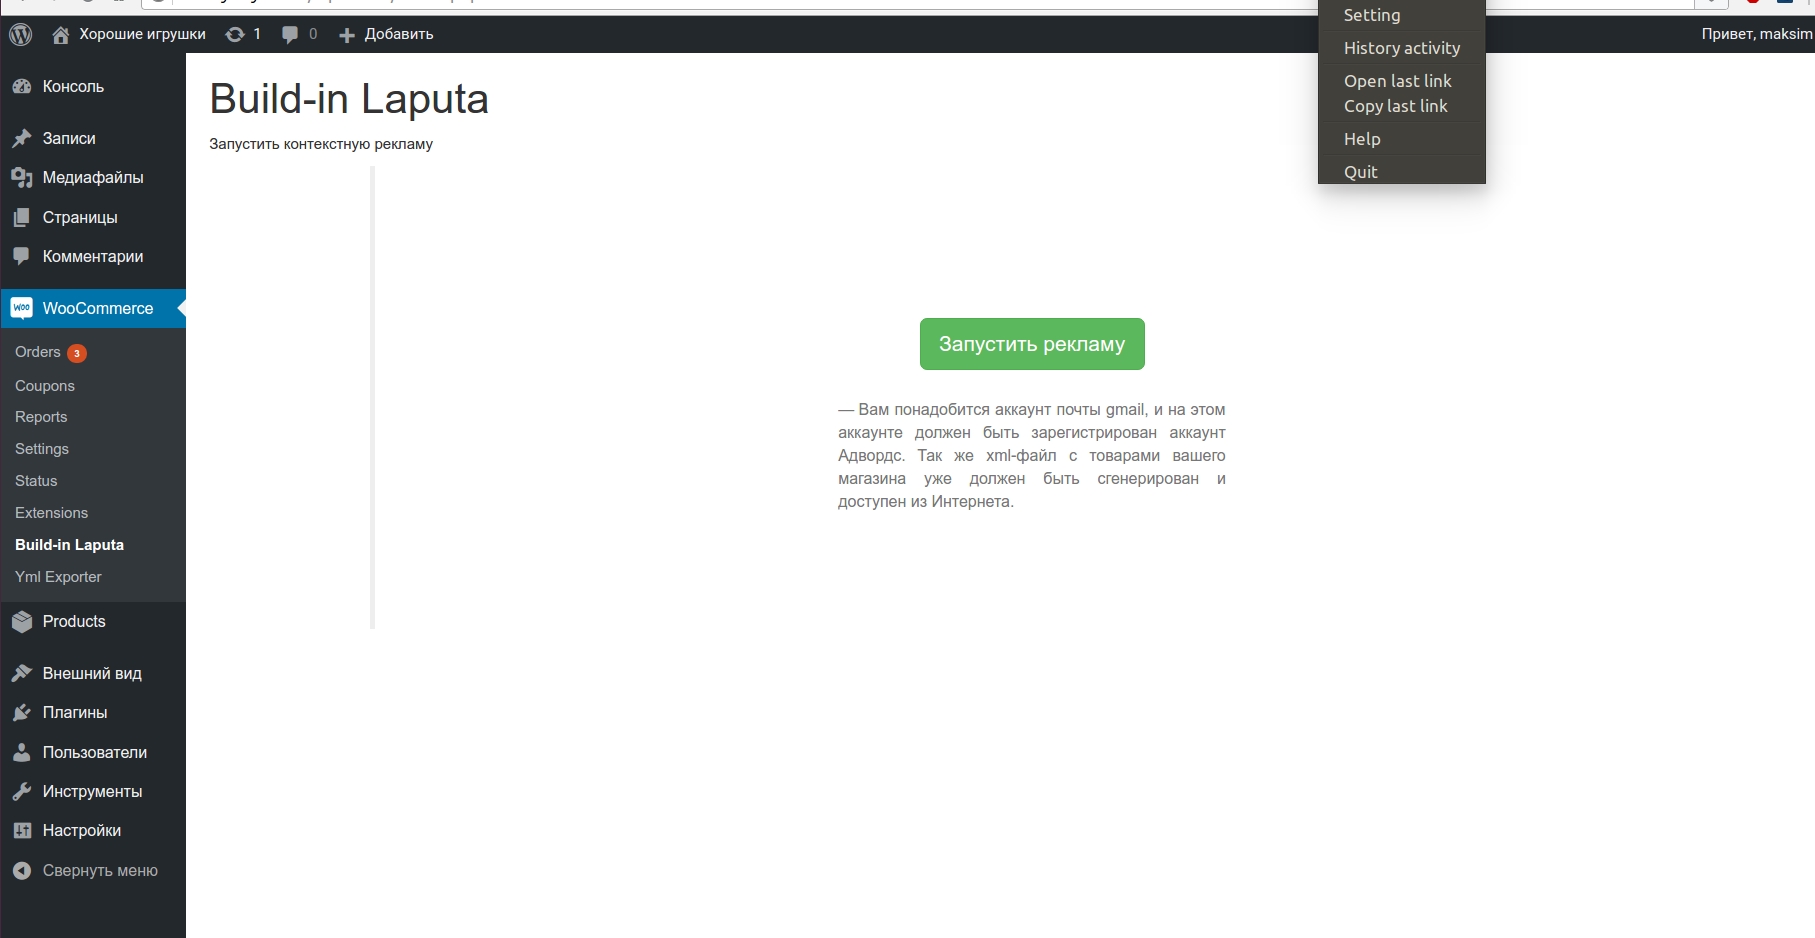 Setting
History activity
Open last link
Copy last link
Help
Quit
Хорошие игрушки 1 0 Добавить
Привет, maksim
Консоль
Записи
Медиафайлы
Страницы
Комментарии
WOO WooCommerce
Orders 3
Coupons
Reports
Settings
Status
Extensions
Build-in Laputa
Yml Exporter
Products
Внешний вид
Плагины
Пользователи
Инструменты
Настройки
Свернуть меню
Build-in Laputa
Запустить контекстную рекламу
Запустить рекламу
— Вам понадобится аккаунт почты gmail, и на этом
аккаунте должен быть зарегистрирован аккаунт
Адвордс. Так же xml-файл с товарами вашего
магазина уже должен быть сгенерирован и
доступен из Интернета.